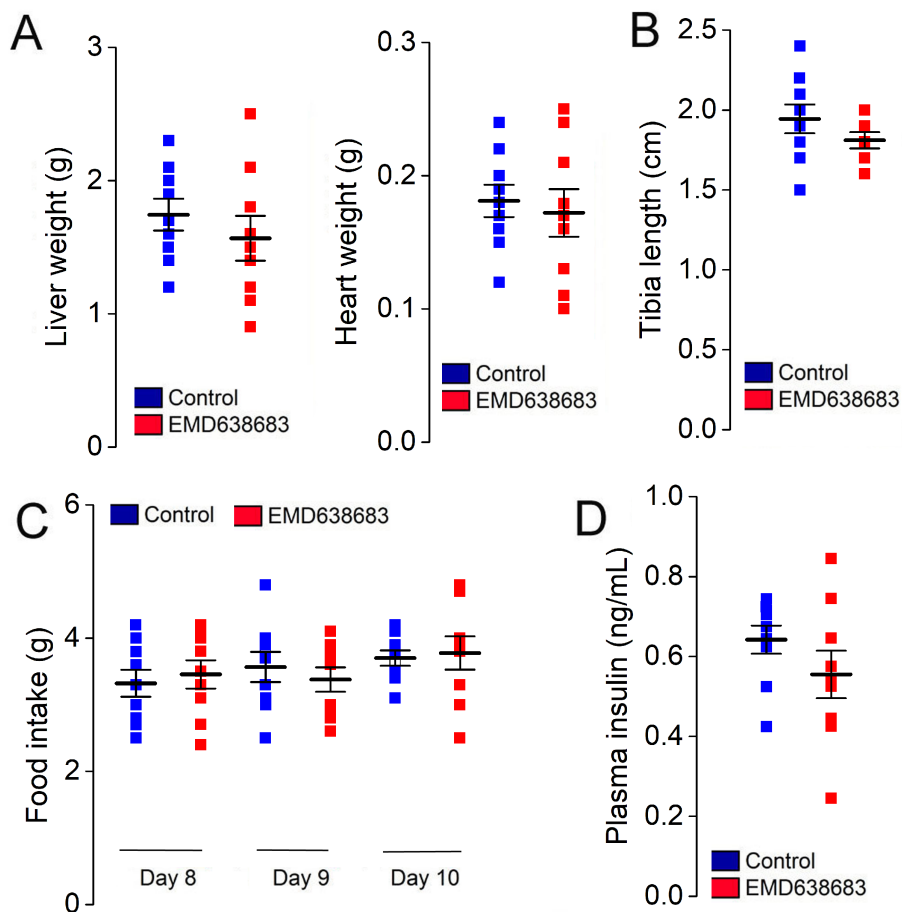 A
Liver weight (g)
3
2
1
0
Control
EMD638683
Heart weight (g)
0.3
0.2
0.1
0.0
Control
EMD638683
B
Tibia length (cm)
2.5
2.0
1.5
1.0
0.5
0.0
Control
EMD638683
C
Control
EMD638683
Food intake (g)
6
4
2
0
Day 8
Day 9
Day 10
D
Plasma insulin (ng/mL)
1.0
0.8
0.6
0.4
0.2
0.0
Control
EMD638683